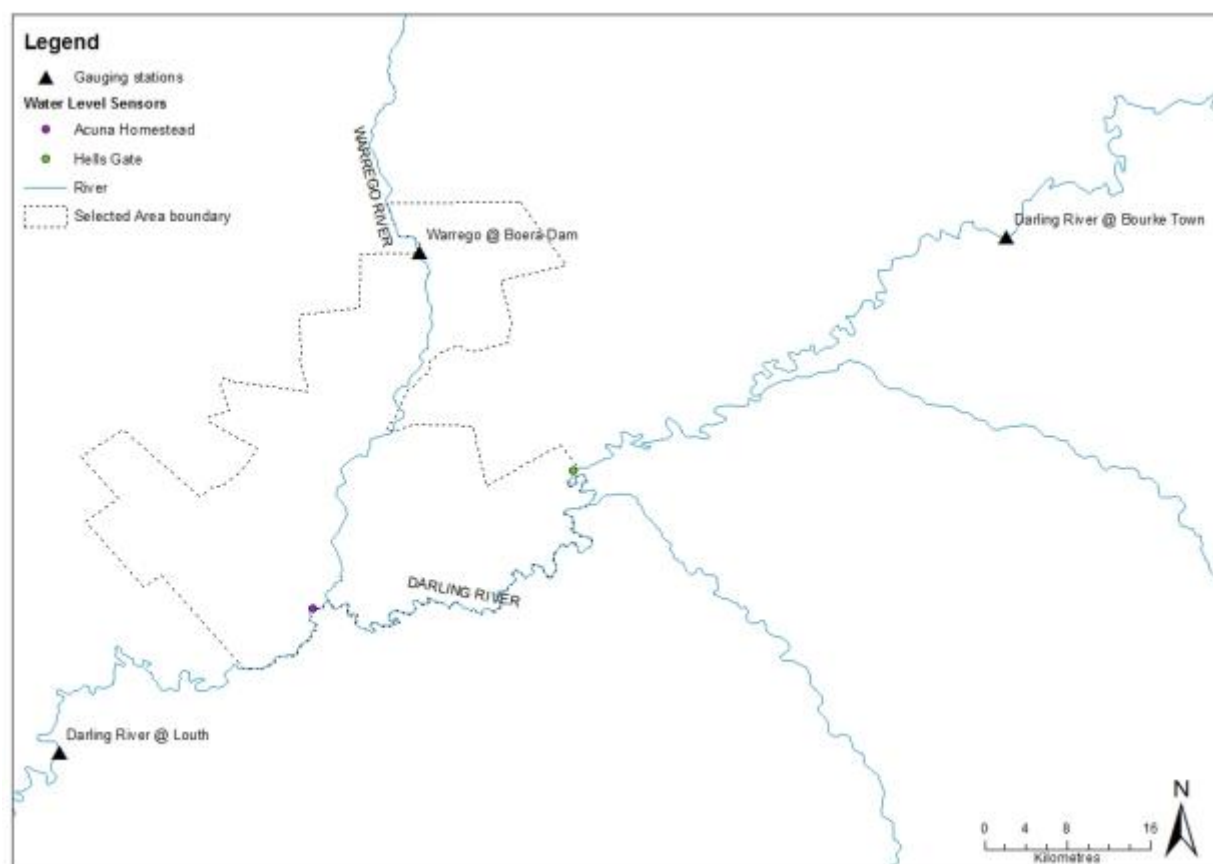 Legend
Gauging stations
Water Level Sensors
Acuna Homestead
Hells Gate
River
Selected Area boundary
WARREGO RIVER
Warrego @ Boera Dam
Darling River @ Bourke Town
DARLING RIVER
Darling River @ Louth
N
0 4 8 16
Kilometres